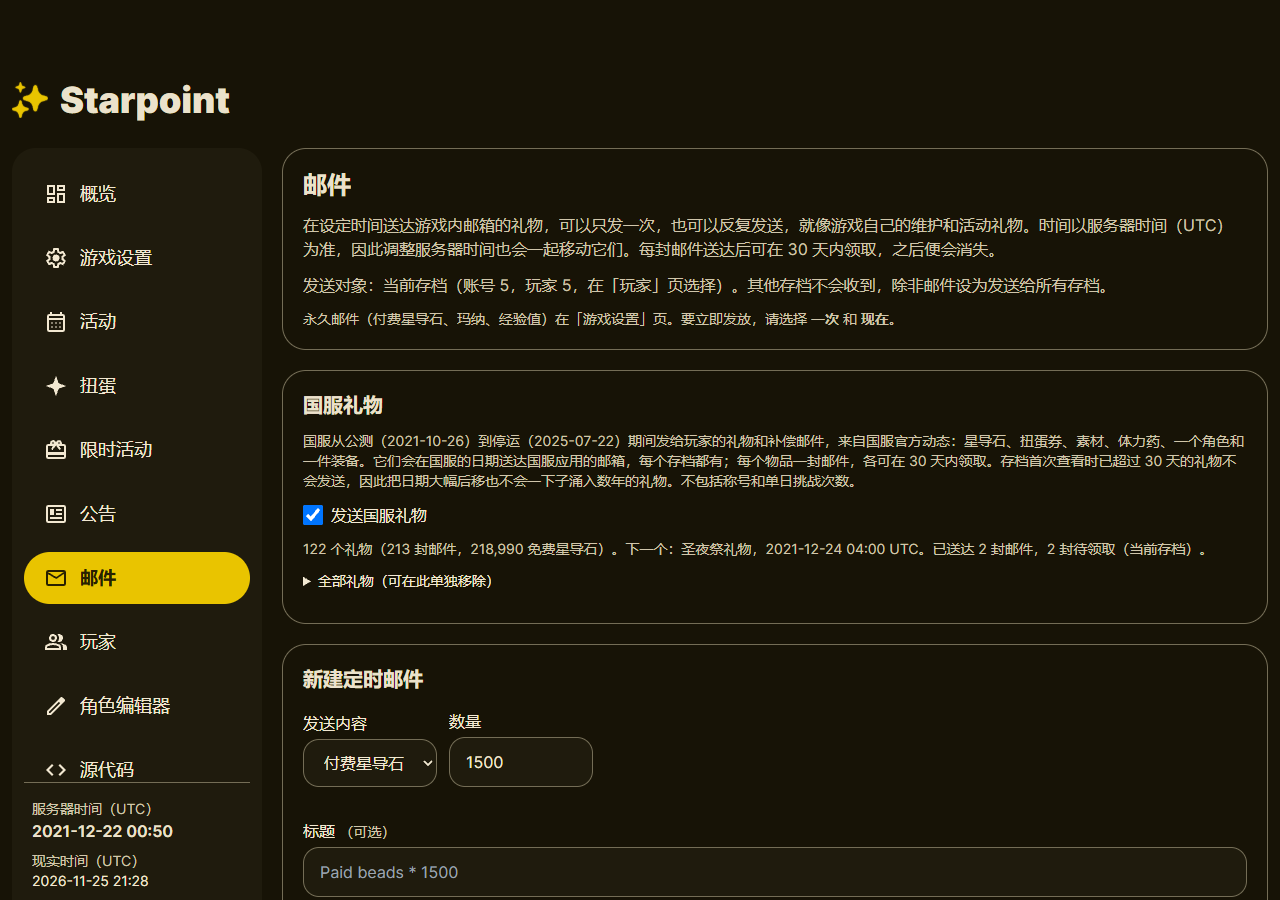 Starpoint
概览
游戏设置
活动
扭蛋
限时活动
公告
邮件
玩家
角色编辑器
源代码
服务器时间（UTC）
2021-12-22 00:50
现实时间（UTC）
2026-11-25 21:28
邮件
在设定时间送达游戏内邮箱的礼物，可以只发一次，也可以反复发送，就像游戏自己的维护和活动礼物。时间以服务器时间（UTC）
为准，因此调整服务器时间也会一起移动它们。每封邮件送达后可在 30 天内领取，之后便会消失。
发送对象：当前存档（账号 5，玩家 5，在「玩家」页选择）。其他存档不会收到，除非邮件设为发送给所有存档。
永久邮件（付费星导石、玛纳、经验值）在「游戏设置」页。要立即发放，请选择 一次 和 现在。
国服礼物
国服从公测（2021-10-26）到停运（2025-07-22）期间发给玩家的礼物和补偿邮件，来自国服官方动态：星导石、扭蛋券、素材、体力药、一个角色和
一件装备。它们会在国服的日期送达国服应用的邮箱，每个存档都有；每个物品一封邮件，各可在 30 天内领取。存档首次查看时已超过 30 天的礼物不
会发送，因此把日期大幅后移也不会一下子涌入数年的礼物。不包括称号和单日挑战次数。
发送国服礼物
122 个礼物（213 封邮件，218,990 免费星导石）。下一个：圣夜祭礼物，2021-12-24 04:00 UTC。已送达 2 封邮件，2 封待领取（当前存档）。
全部礼物（可在此单独移除）
新建定时邮件
发送内容
数量
付费星导石
1500
标题 （可选）
Paid beads * 1500